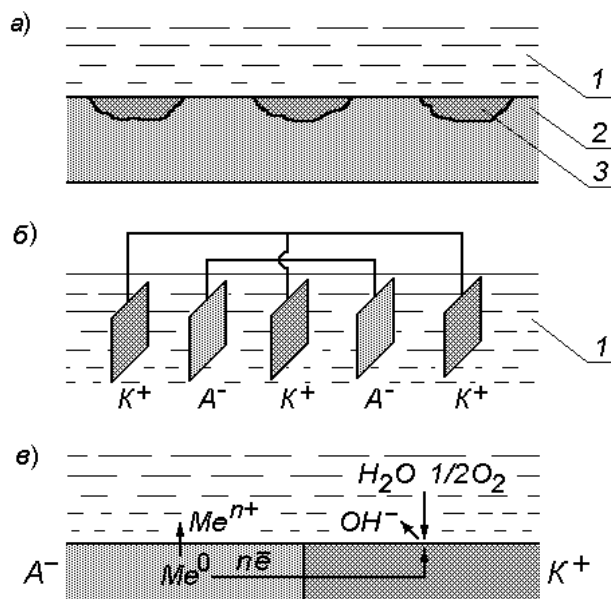 а)
1
2
3
б)
1
К⁺ А⁻ К⁺ А⁻ К⁺
в)
H₂O 1/2O₂
Meⁿ⁺ OH⁻
А⁻ Me⁰ nē К⁺